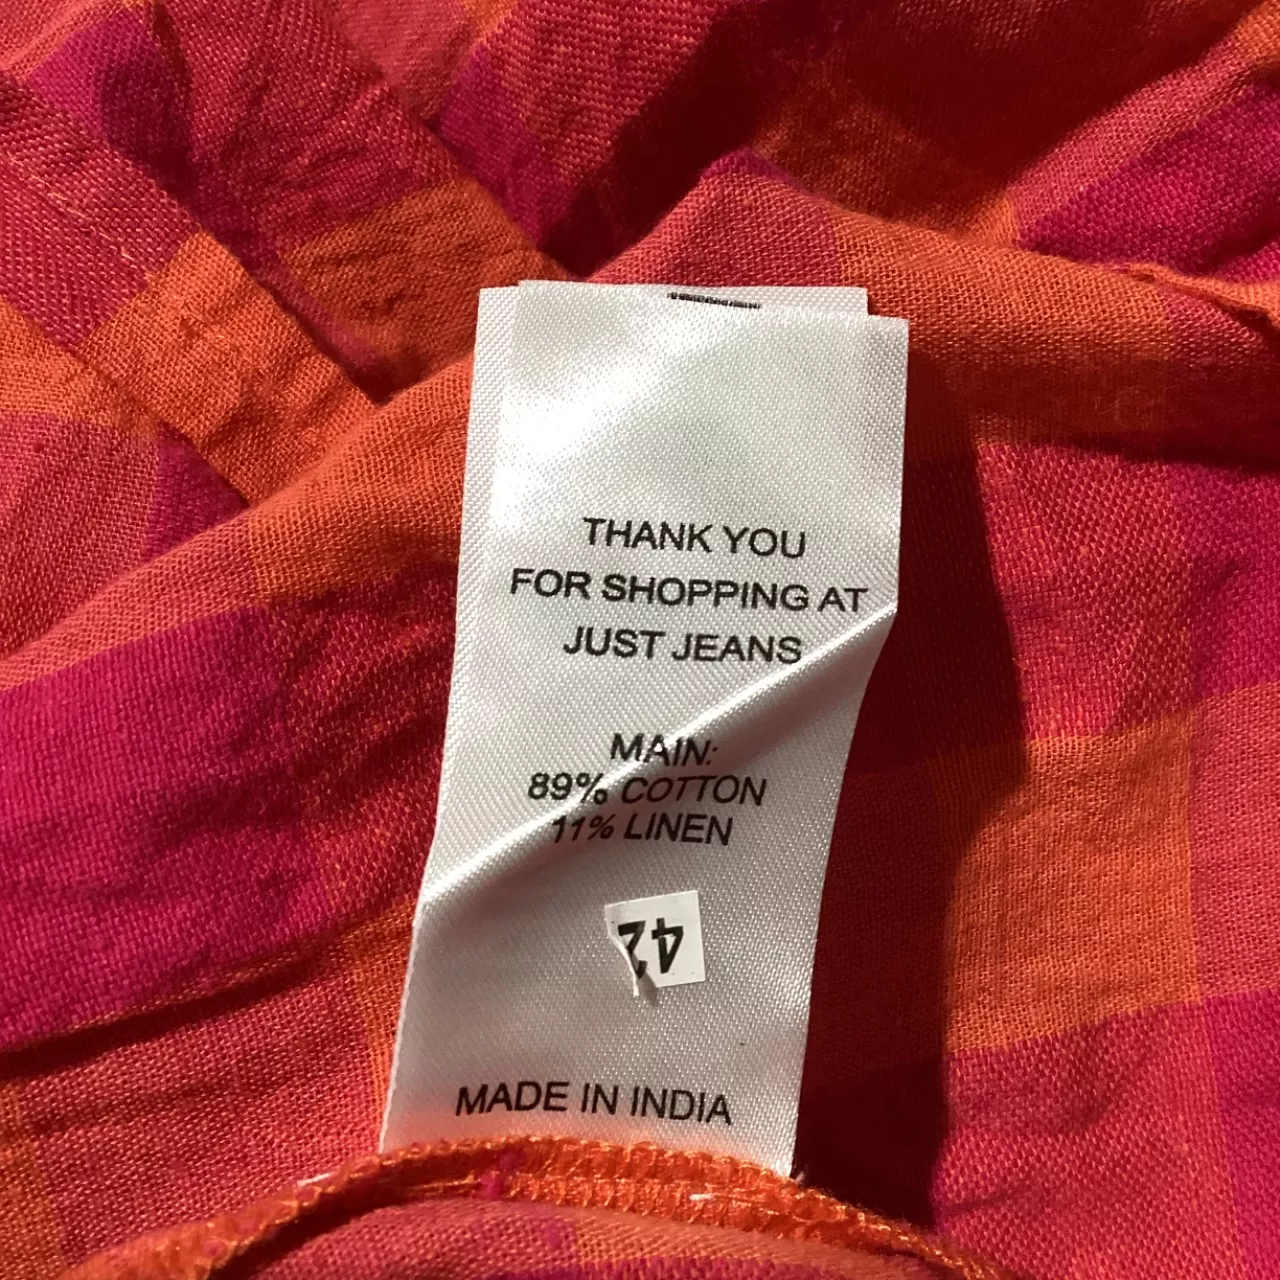 THANK YOU
FOR SHOPPING AT
JUST JEANS
MAIN:
89% COTTON
11% LINEN
42
MADE IN INDIA